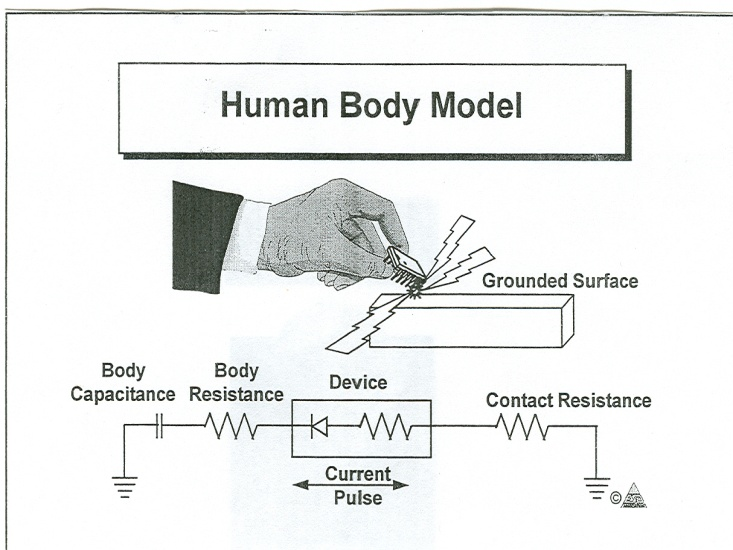 Human Body Model
Grounded Surface
Body
Capacitance
Body
Resistance
Device
Contact Resistance
Current
Pulse
©